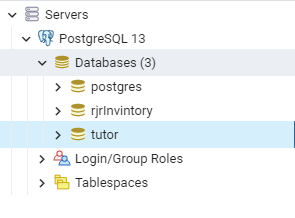 Servers
PostgreSQL 13
Databases (3)
postgres
rjrInvintory
tutor
Login/Group Roles
Tablespaces